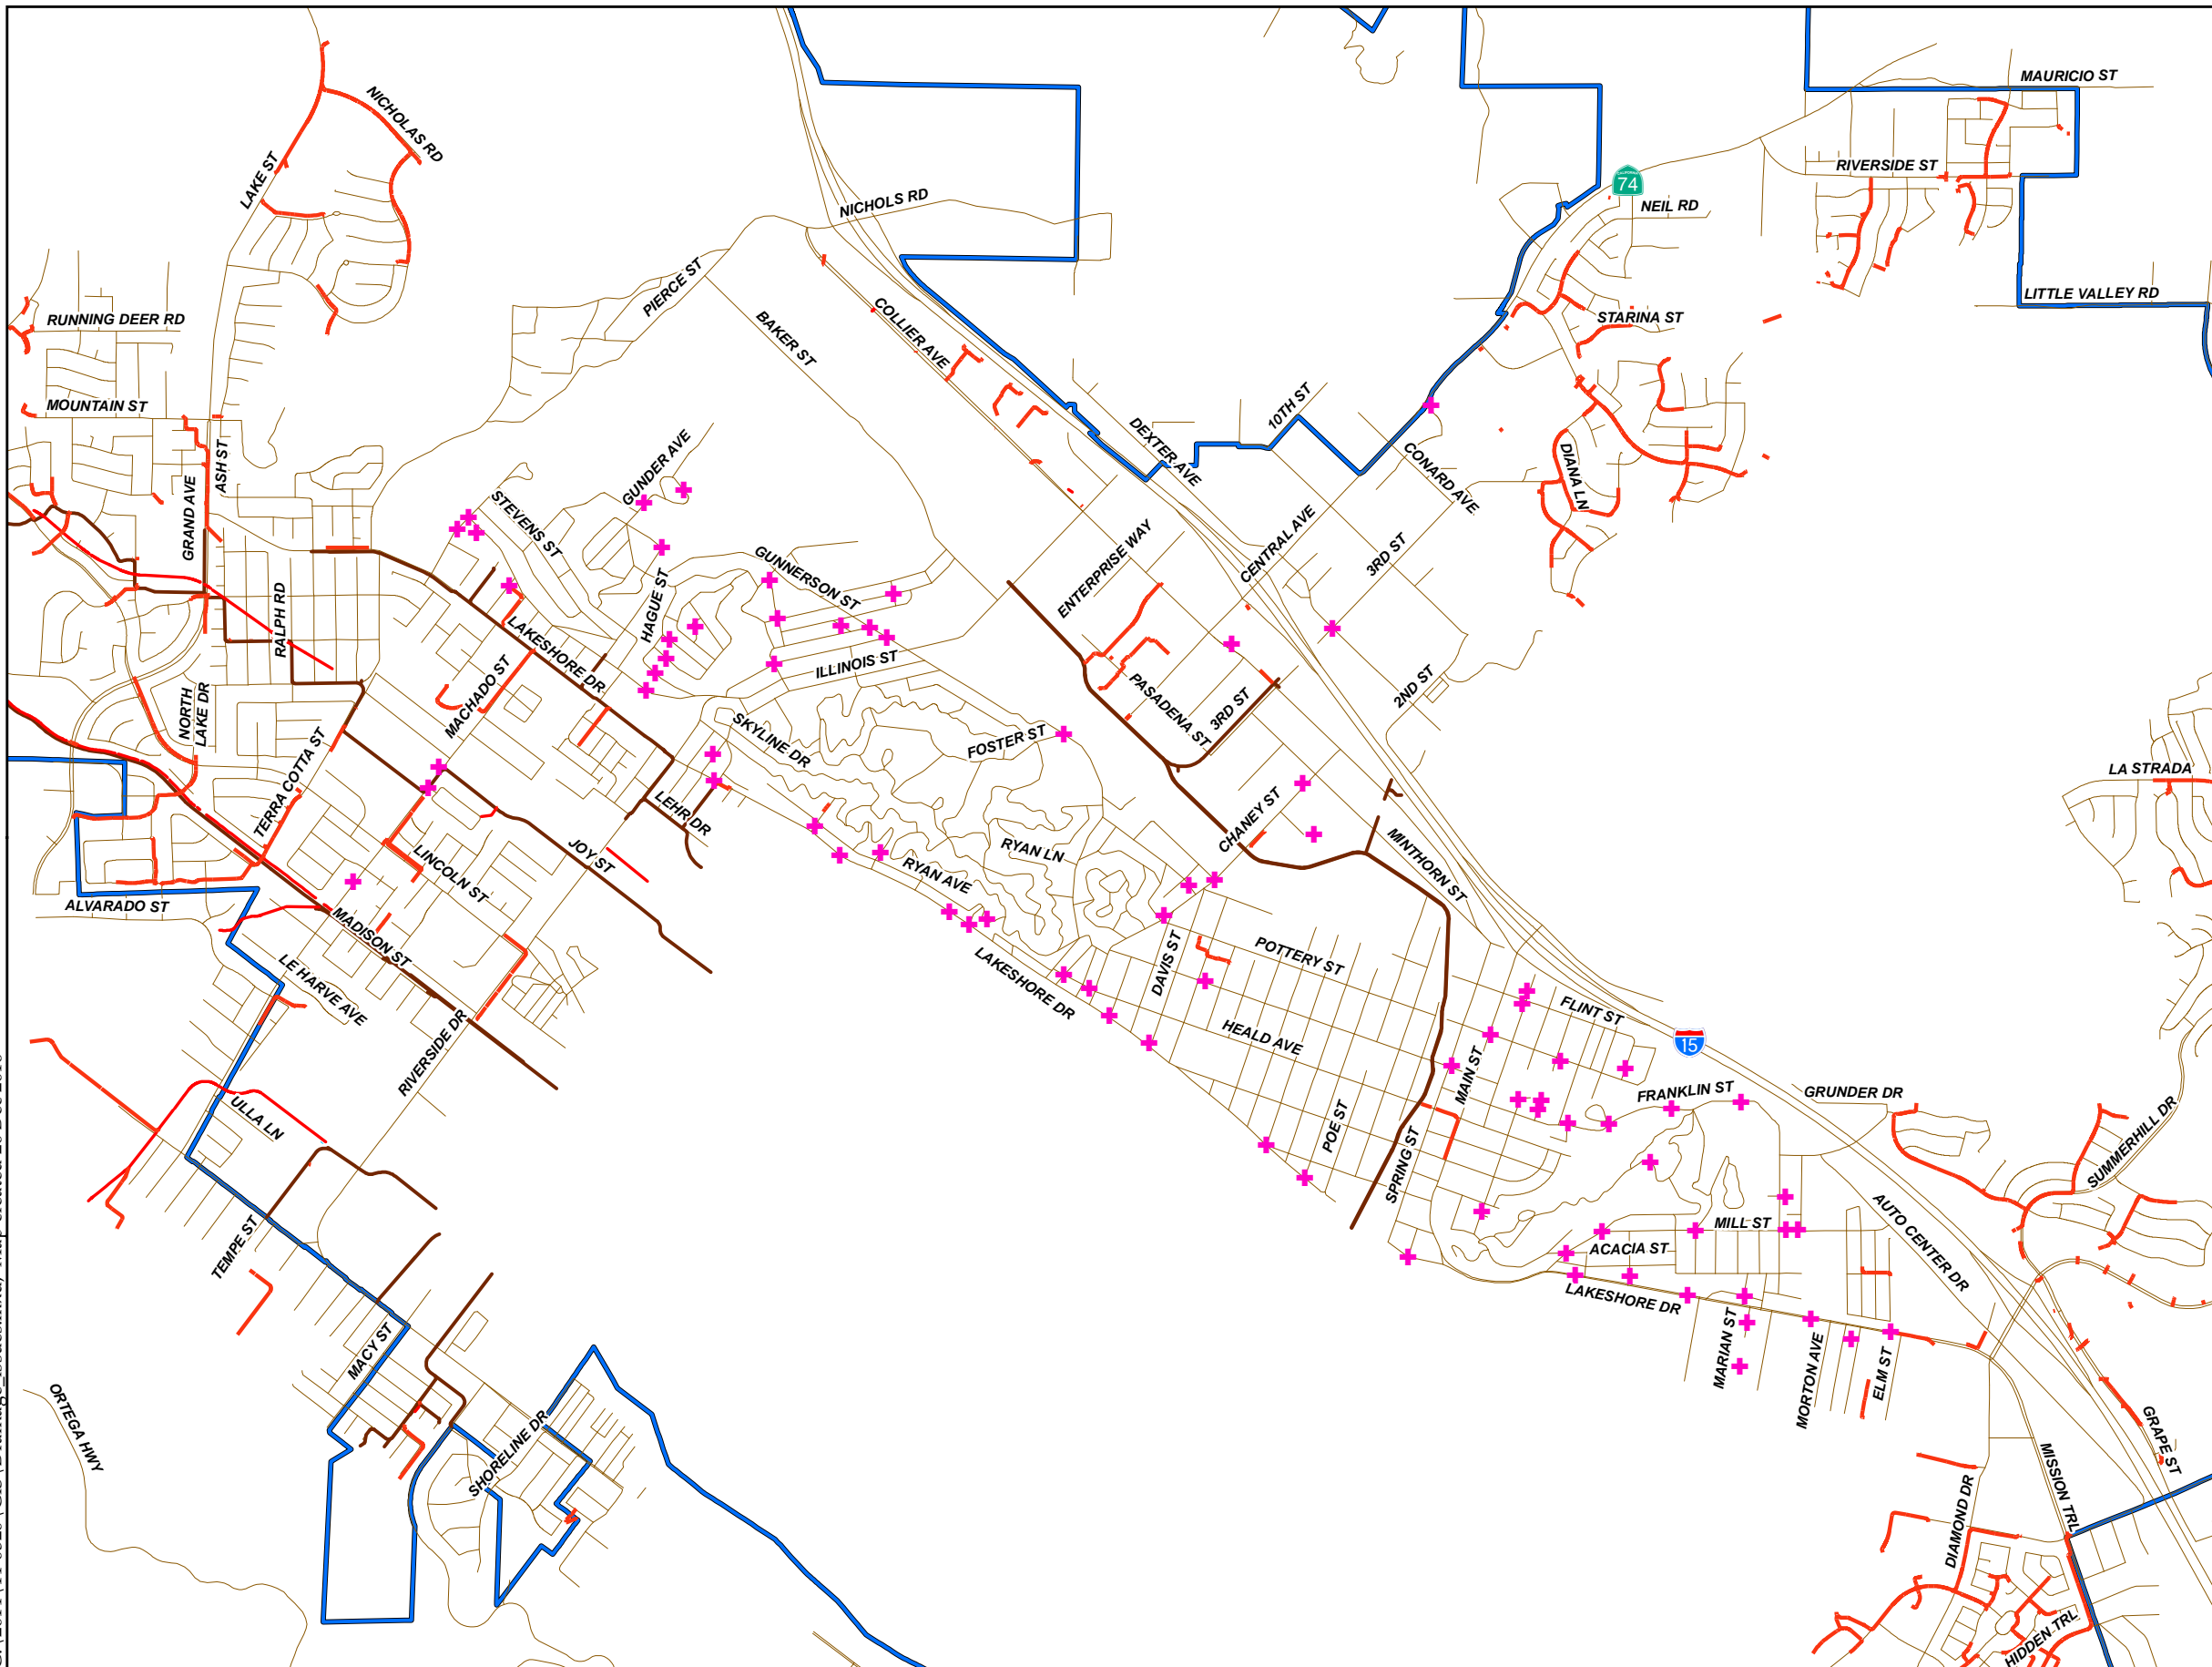 MAURICIO ST
NICHOLAS RD
LAKE ST
RIVERSIDE ST
CALIFORNIA
74
NEIL RD
NICHOLS RD
PIERCE ST
LITTLE VALLEY RD
RUNNING DEER RD
COLLIER AVE
STARINA ST
BAKER ST
MOUNTAIN ST
10TH ST
DEXTER AVE
ASH ST
GUNDER AVE
CONARD AVE
DIANA LN
GRAND AVE
STEVENS ST
ENTERPRISE WAY
CENTRAL AVE
3RD ST
GUNNERSON ST
HAGUE ST
RALPH RD
LAKESHORE DR
ILLINOIS ST
2ND ST
NORTH
LAKE DR
MACHADO ST
PASADENA ST
3RD ST
SKYLINE DR
FOSTER ST
TERRA COTTA ST
LA STRADA
LEHR DR
CHANEY ST
JOY ST
RYAN LN
MINTHORN ST
LINCOLN ST
RYAN AVE
ALVARADO ST
MADISON ST
DAVIS ST
POTTERY ST
LE HARVE AVE
LAKESHORE DR
FLINT ST
HEALD AVE
15
RIVERSIDE DR
MAIN ST
FRANKLIN ST
GRUNDER DR
ULLA LN
POE ST
SUMMERHILL DR
SPRING ST
TEMPE ST
MILL ST
AUTO CENTER DR
ACACIA ST
LAKESHORE DR
MACY ST
MARIAN ST
MORTON AVE
ELM ST
ORTEGA HWY
SHORELINE DR
GRAPE ST
MISSION TRL
DIAMOND DR
HIDDEN TRL